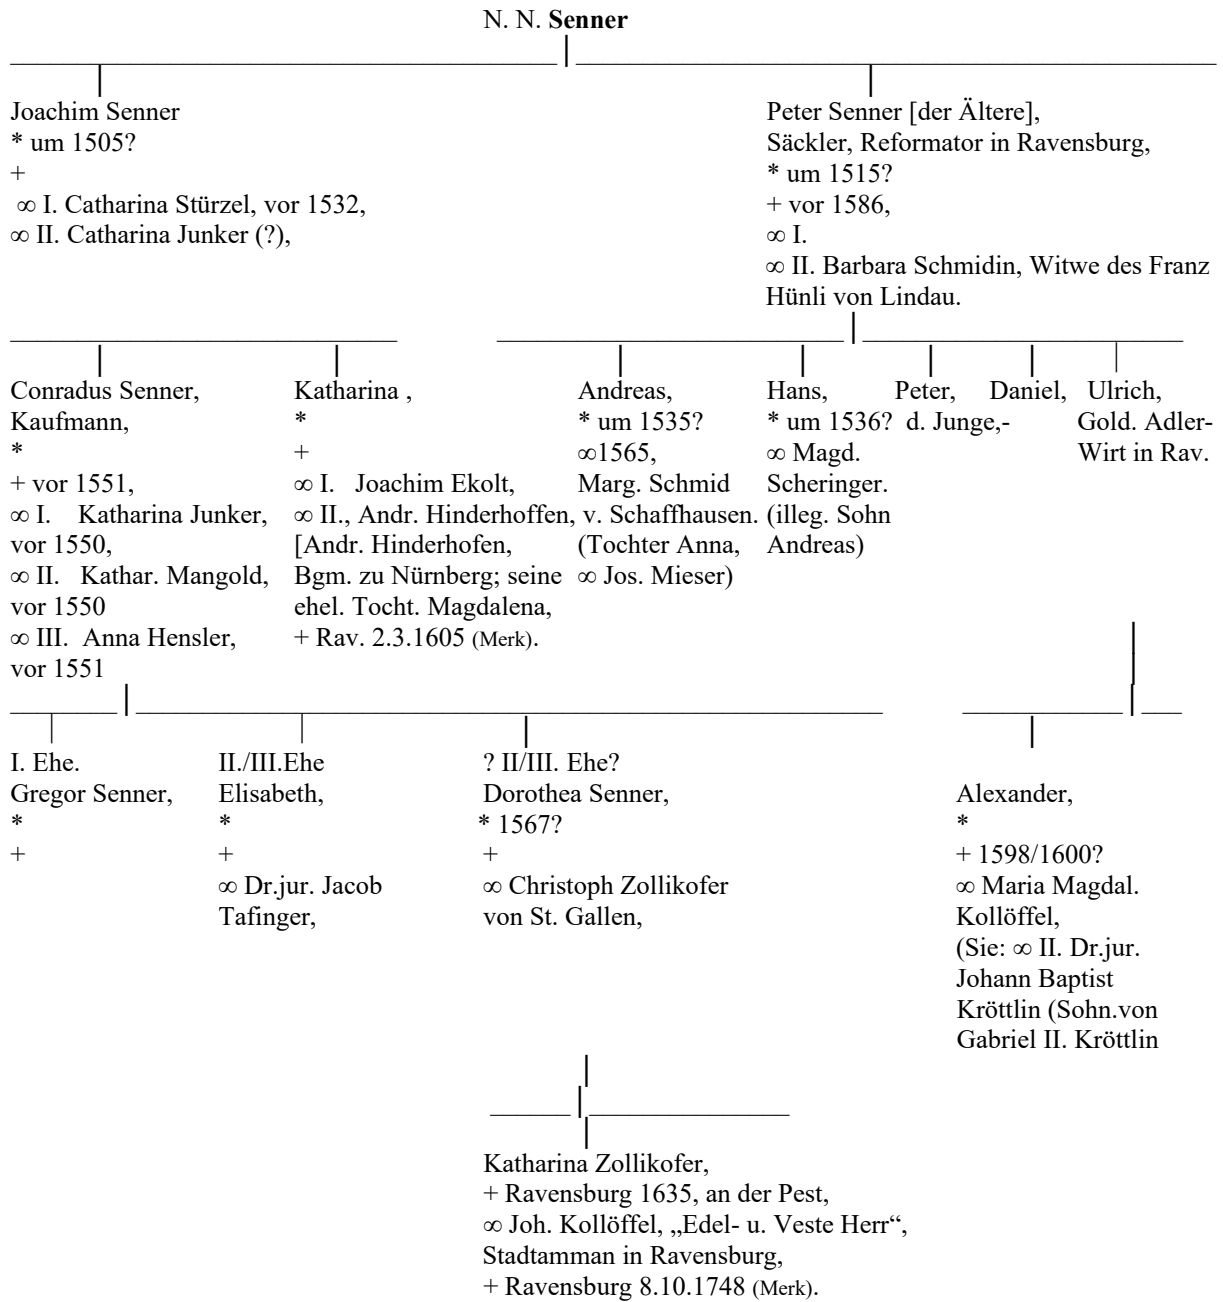 N. N. Senner
Joachim Senner
* um 1505?
+
∞ I. Catharina Stürzel, vor 1532,
∞ II. Catharina Junker (?),
Peter Senner [der Ältere],
Säckler, Reformator in Ravensburg,
* um 1515?
+ vor 1586,
∞ I.
∞ II. Barbara Schmidin, Witwe des Franz
Hünli von Lindau.
Conradus Senner,
Kaufmann,
*
+ vor 1551,
∞ I. Katharina Junker,
vor 1550,
∞ II. Kathar. Mangold,
vor 1550
∞ III. Anna Hensler,
vor 1551
Katharina ,
*
+
∞ I. Joachim Ekolt,
∞ II., Andr. Hinderhoffen,
[Andr. Hinderhofen,
Bgm. zu Nürnberg; seine
ehel. Tocht. Magdalena,
+ Rav. 2.3.1605 (Merk).
Andreas,
* um 1535?
∞1565,
Marg. Schmid
v. Schaffhausen.
(Tochter Anna,
∞ Jos. Mieser)
Hans,
* um 1536?
∞ Magd.
Scheringer.
(illeg. Sohn
Andreas)
Peter,
d. Junge,-
Daniel,
Ulrich,
Gold. Adler-
Wirt in Rav.
I. Ehe.
Gregor Senner,
*
+
II./III.Ehe
Elisabeth,
*
+
∞ Dr.jur. Jacob
Tafinger,
? II/III. Ehe?
Dorothea Senner,
* 1567?
+
∞ Christoph Zollikofer
von St. Gallen,
Alexander,
*
+ 1598/1600?
∞ Maria Magdal.
Kollöffel,
(Sie: ∞ II. Dr.jur.
Johann Baptist
Kröttlin (Sohn.von
Gabriel II. Kröttlin
Katharina Zollikofer,
+ Ravensburg 1635, an der Pest,
∞ Joh. Kollöffel, „Edel- u. Veste Herr“,
Stadtamman in Ravensburg,
+ Ravensburg 8.10.1748 (Merk).